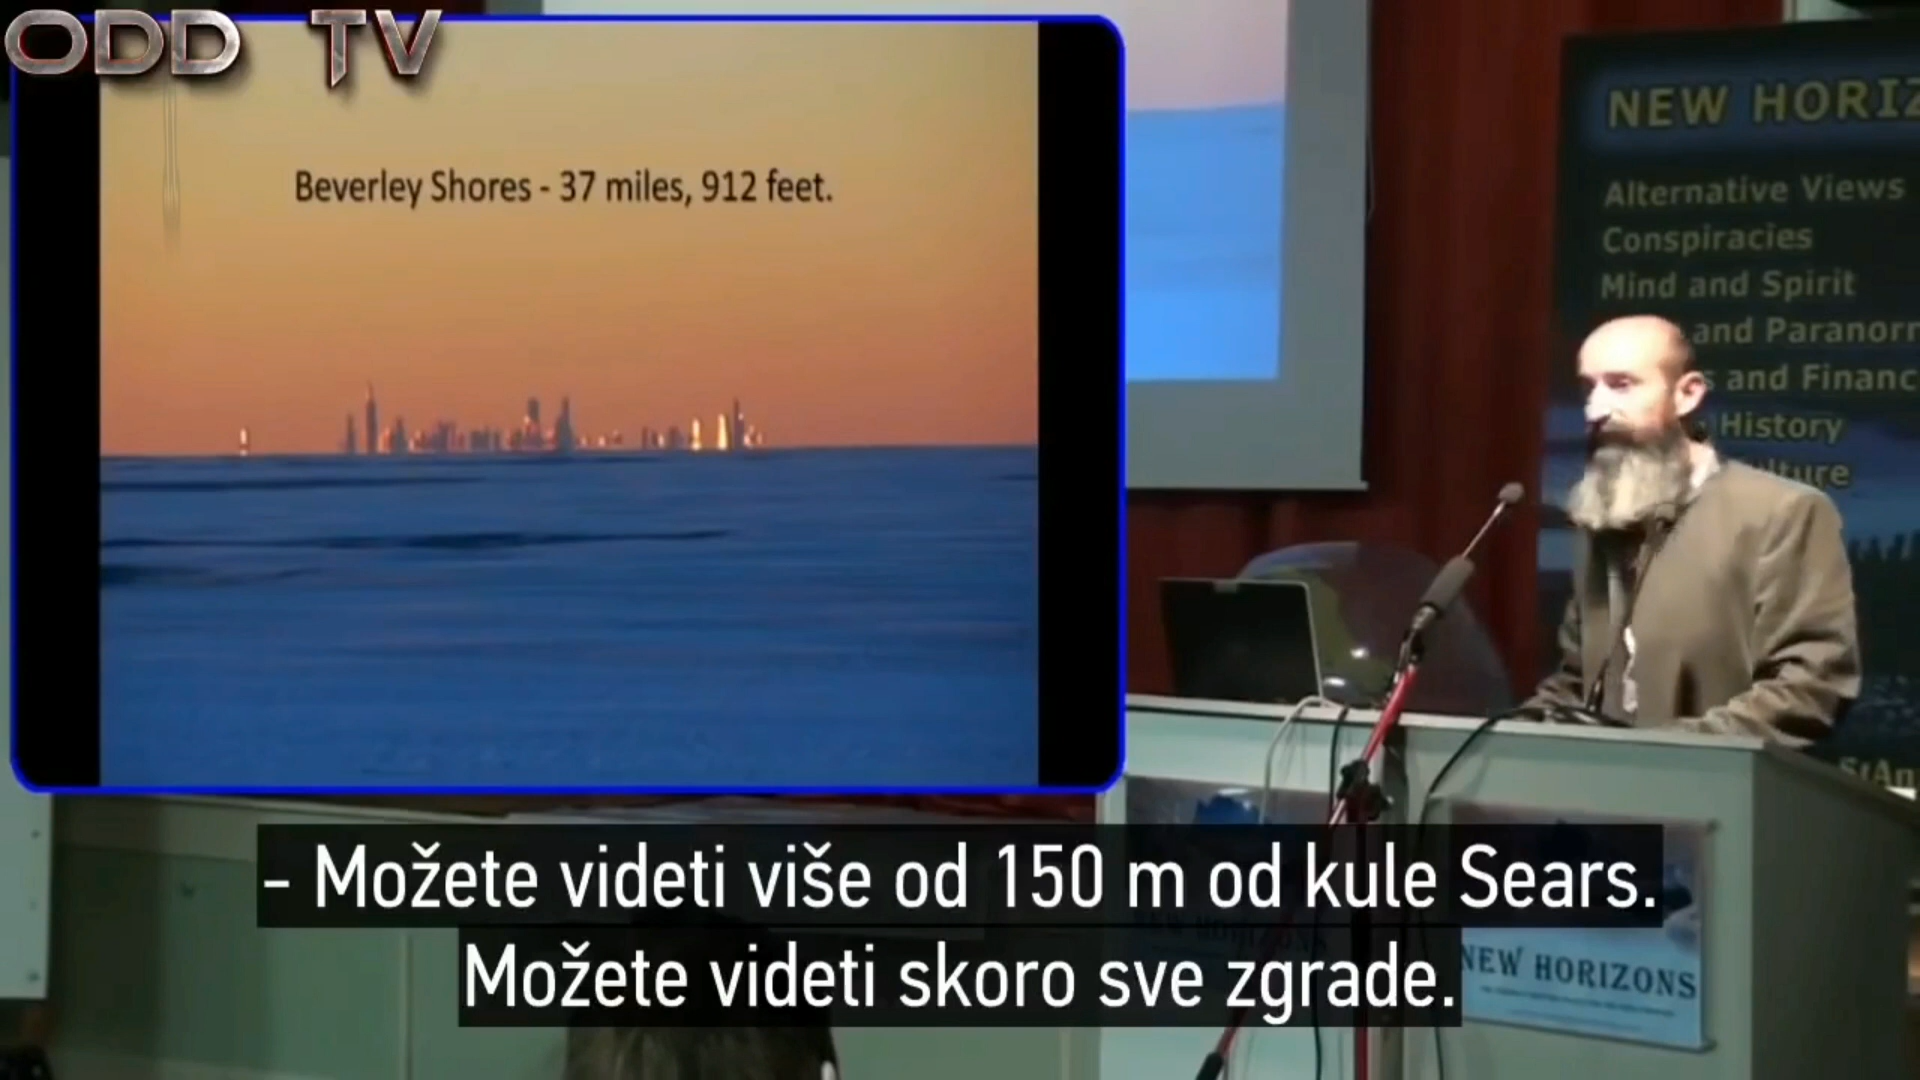 ODD TV
Beverley Shores - 37 miles, 912 feet.
NEW HORIZ
Alternative Views
Conspiracies
Mind and Spirit
and Paranorm
and Financ
History
- Možete videti više od 150 m od kule Sears.
Možete videti skoro sve zgrade.
NEW HORIZONS